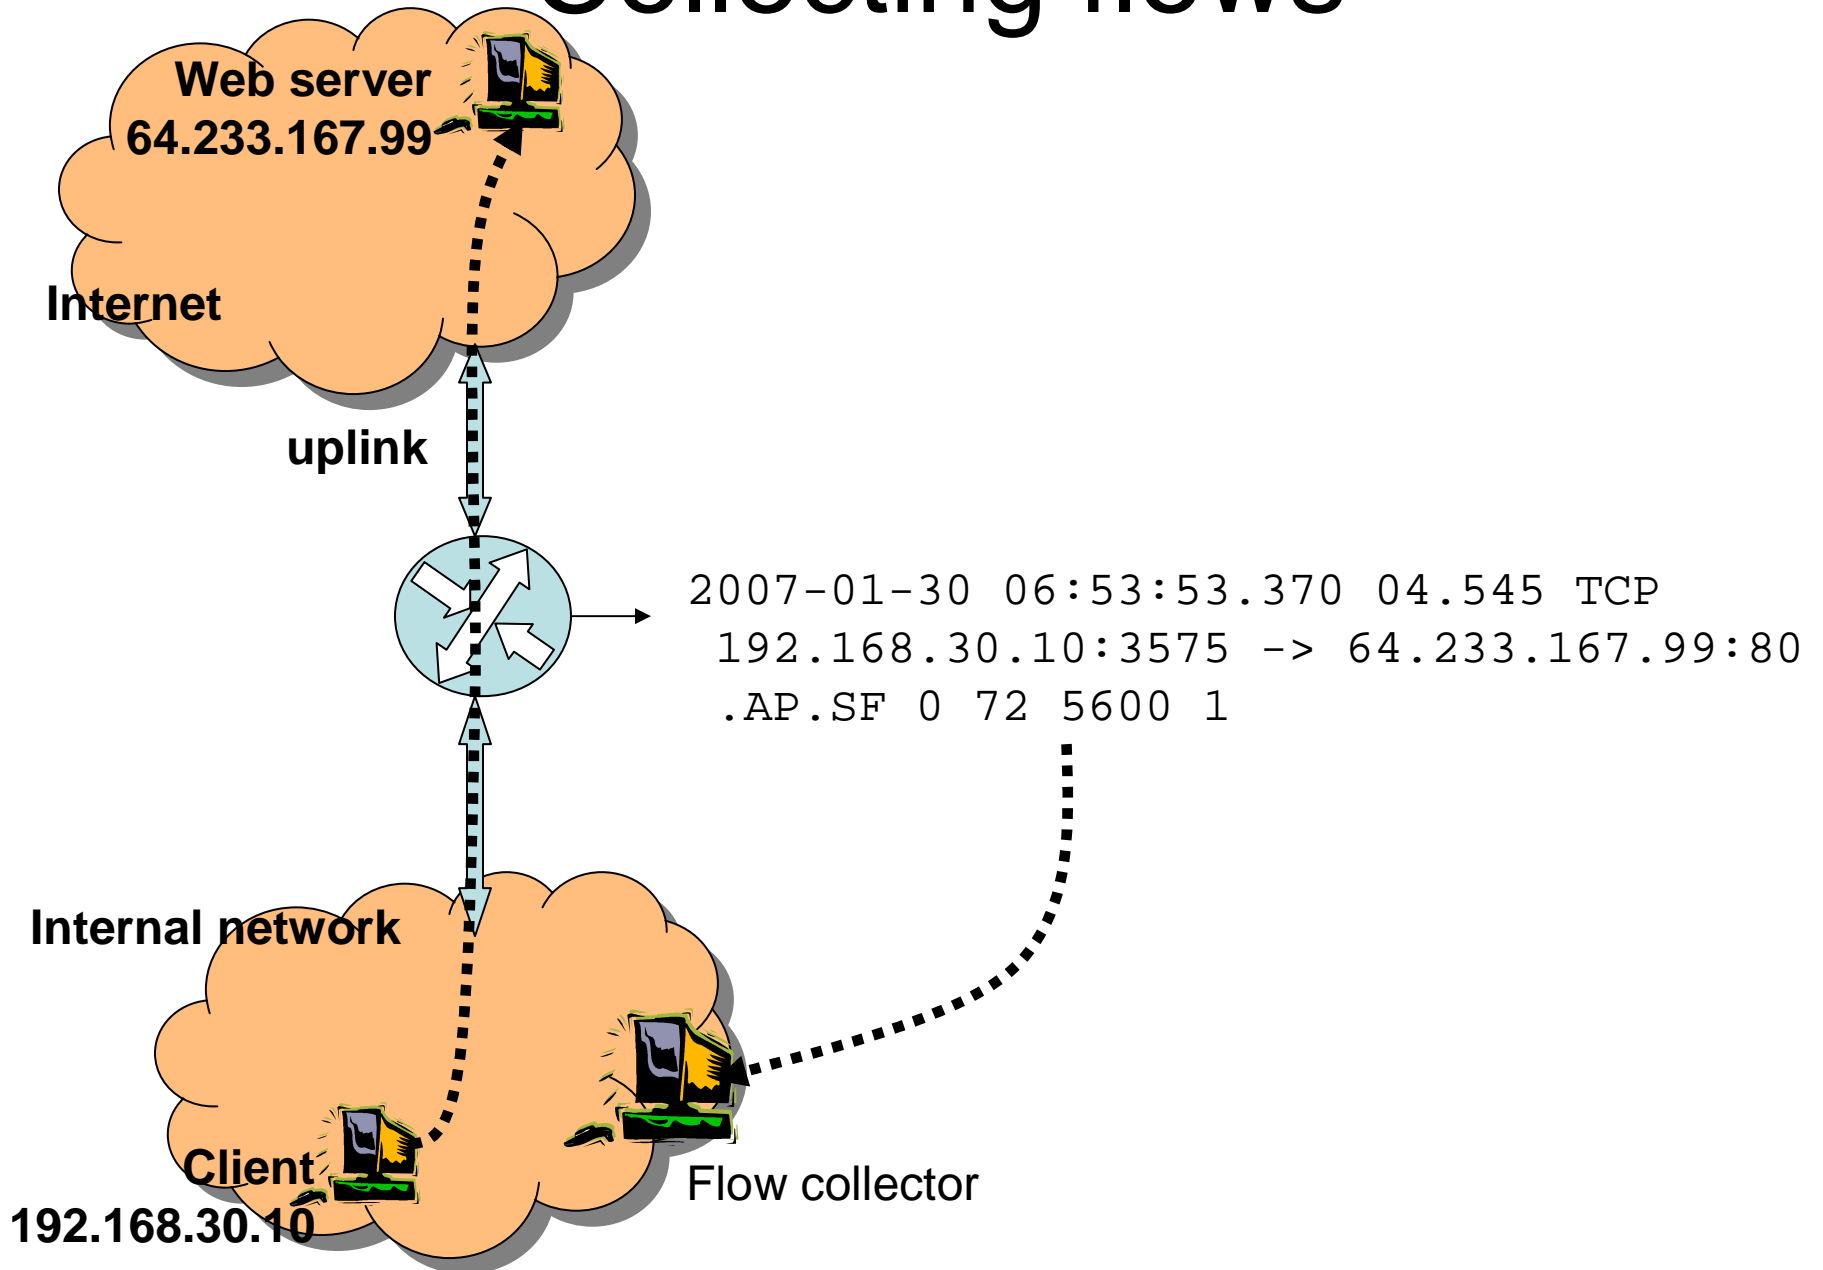 Collecting flows
Web server
64.233.167.99
Internet
uplink
2007-01-30 06:53:53.370 04.545 TCP
192.168.30.10:3575 -> 64.233.167.99:80
.AP.SF 0 72 5600 1
Internal network
Client
192.168.30.10
Flow collector